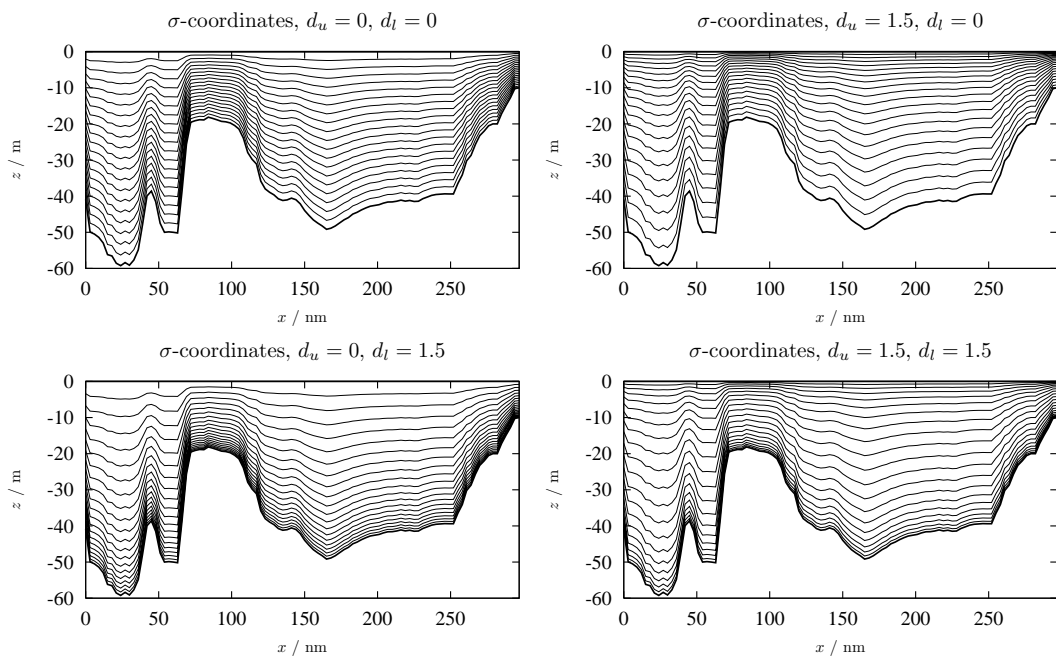 σ-coordinates, d_u = 0, d_l = 0
0
-10
-20
-30
-40
-50
-60
z / m
0 50 100 150 200 250
x / nm
σ-coordinates, d_u = 1.5, d_l = 0
0
-10
-20
-30
-40
-50
-60
z / m
0 50 100 150 200 250
x / nm
σ-coordinates, d_u = 0, d_l = 1.5
0
-10
-20
-30
-40
-50
-60
z / m
0 50 100 150 200 250
x / nm
σ-coordinates, d_u = 1.5, d_l = 1.5
0
-10
-20
-30
-40
-50
-60
z / m
0 50 100 150 200 250
x / nm